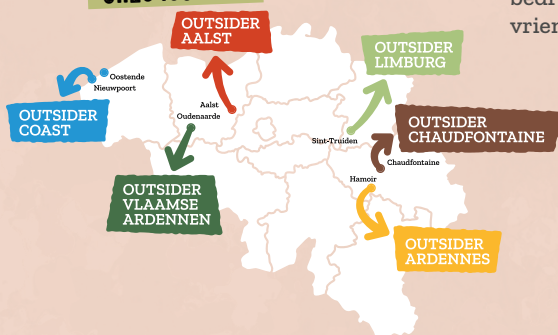 OUTSIDER
AALST
OUTSIDER
LIMBURG
Oostende
Nieuwpoort
OUTSIDER
COAST
Aalst
Oudenaarde
Sint-Truiden
OUTSIDER
CHAUDFONTAINE
Chaudfontaine
Hamoir
OUTSIDER
VLAAMSE
ARDENNEN
OUTSIDER
ARDENNES